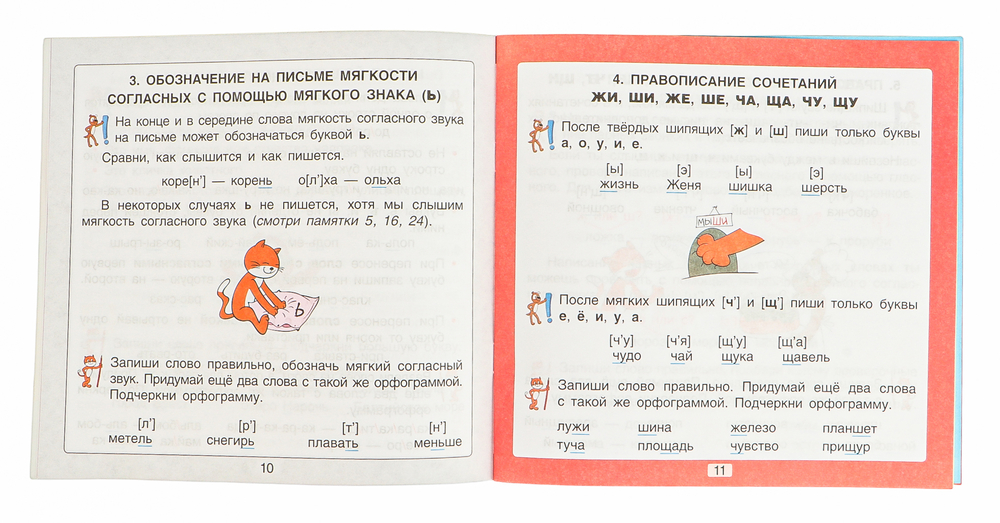 3. ОБОЗНАЧЕНИЕ НА ПИСЬМЕ МЯГКОСТИ
СОГЛАСНЫХ С ПОМОЩЬЮ МЯГКОГО ЗНАКА (Ь)
На конце и в середине слова мягкость согласного звука
на письме может обозначаться буквой ь.
Сравни, как слышится и как пишется.
коре[н'] — корень о[л']ха — ольха
В некоторых случаях ь не пишется, хотя мы слышим
мягкость согласного звука (смотри памятки 5, 16, 24).
Ь
Запиши слово правильно, обозначь мягкий согласный
звук. Придумай ещё два слова с такой же орфограммой.
Подчеркни орфограмму.
[л'] [р'] [т'] [н']
метель снегирь плавать меньше
10
4. ПРАВОПИСАНИЕ СОЧЕТАНИЙ
ЖИ, ШИ, ЖЕ, ШЕ, ЧА, ЩА, ЧУ, ЩУ
После твёрдых шипящих [ж] и [ш] пиши только буквы
а, о, у, и, е.
[ы] [э] [ы] [э]
жизнь Женя шишка шерсть
МЫШИ
После мягких шипящих [ч'] и [щ'] пиши только буквы
е, ё, и, у, а.
[ч'у] [ч'я] [щ'у] [щ'а]
чудо чай щука щавель
Запиши слово правильно. Придумай ещё два слова
с такой же орфограммой. Подчеркни орфограмму.
лужи шина железо планшет
туча площадь чувство прищур
11